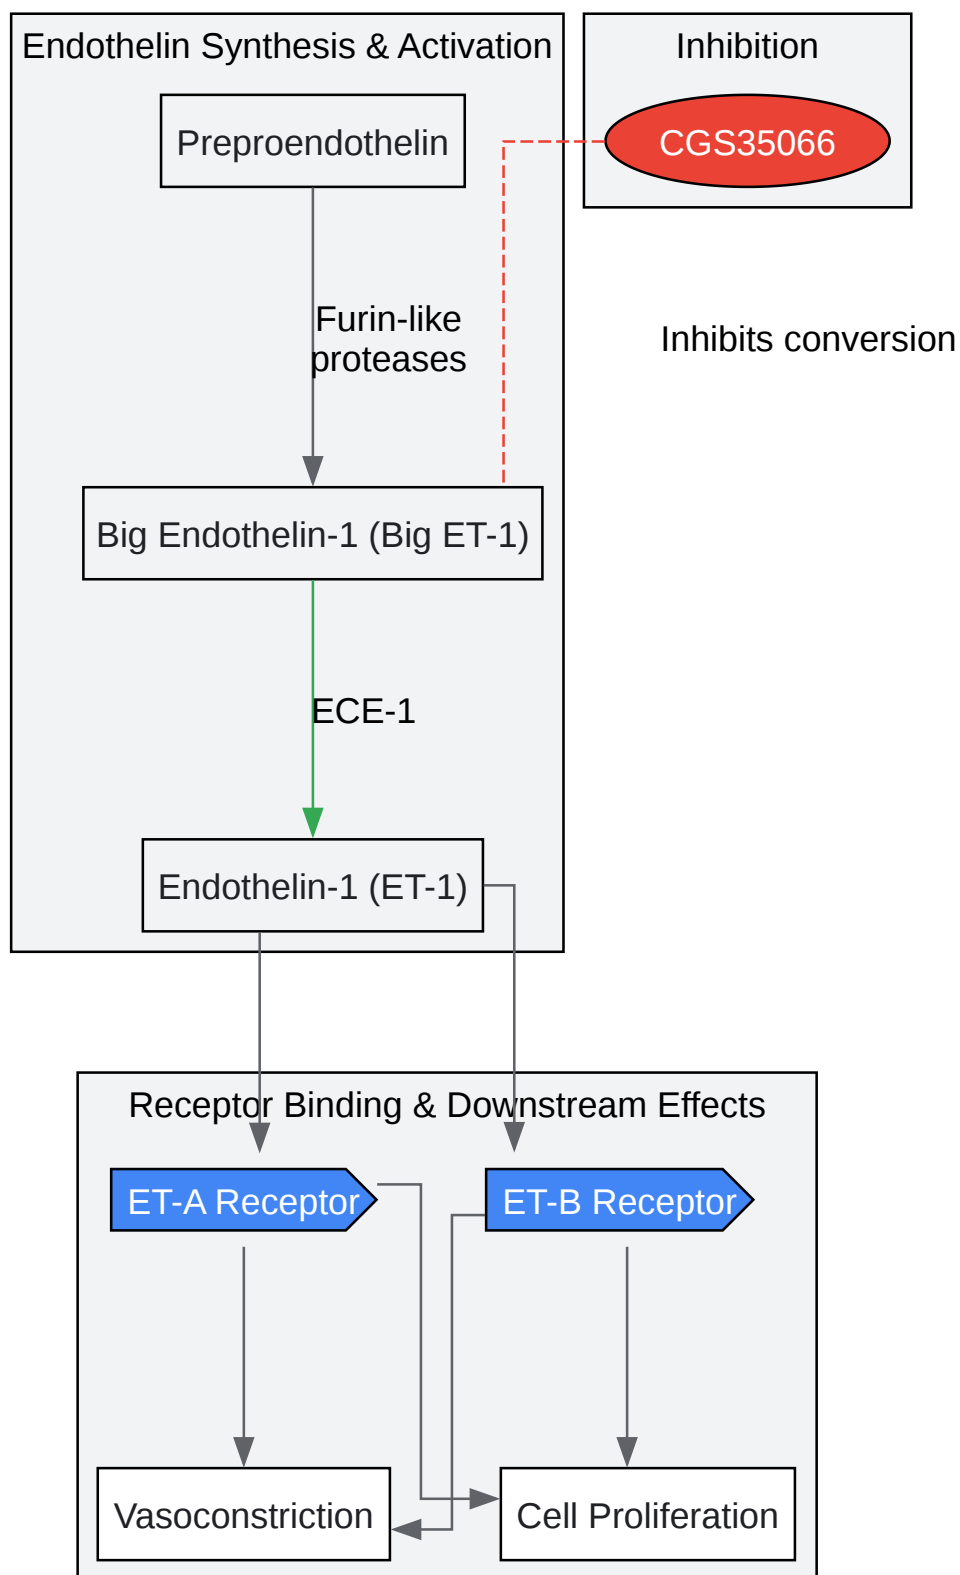 Endothelin Synthesis & Activation
Inhibition
Preproendothelin
CGS35066
Furin-like
proteases
Inhibits conversion
Big Endothelin-1 (Big ET-1)
ECE-1
Endothelin-1 (ET-1)
Receptor Binding & Downstream Effects
ET-A Receptor
ET-B Receptor
Vasoconstriction
Cell Proliferation